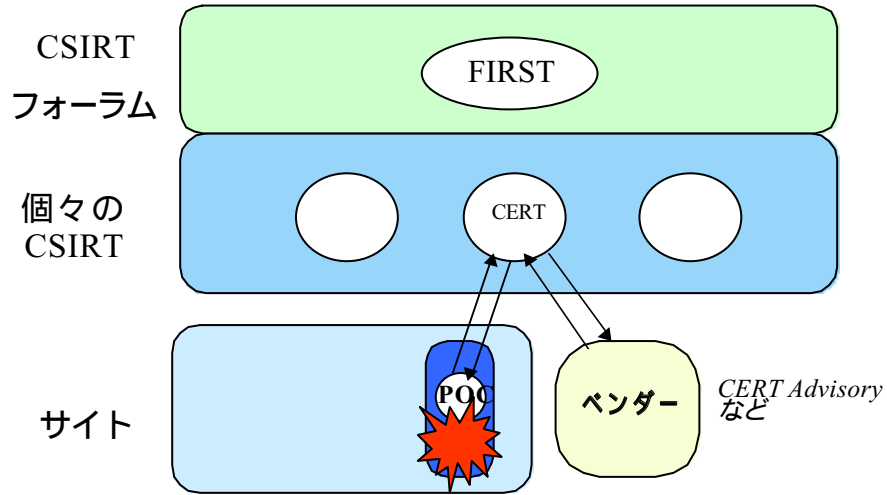 CSIRT
フォーラム
FIRST
個々の
CSIRT
CERT
サイト
POC
ベンダー
CERT Advisory
など